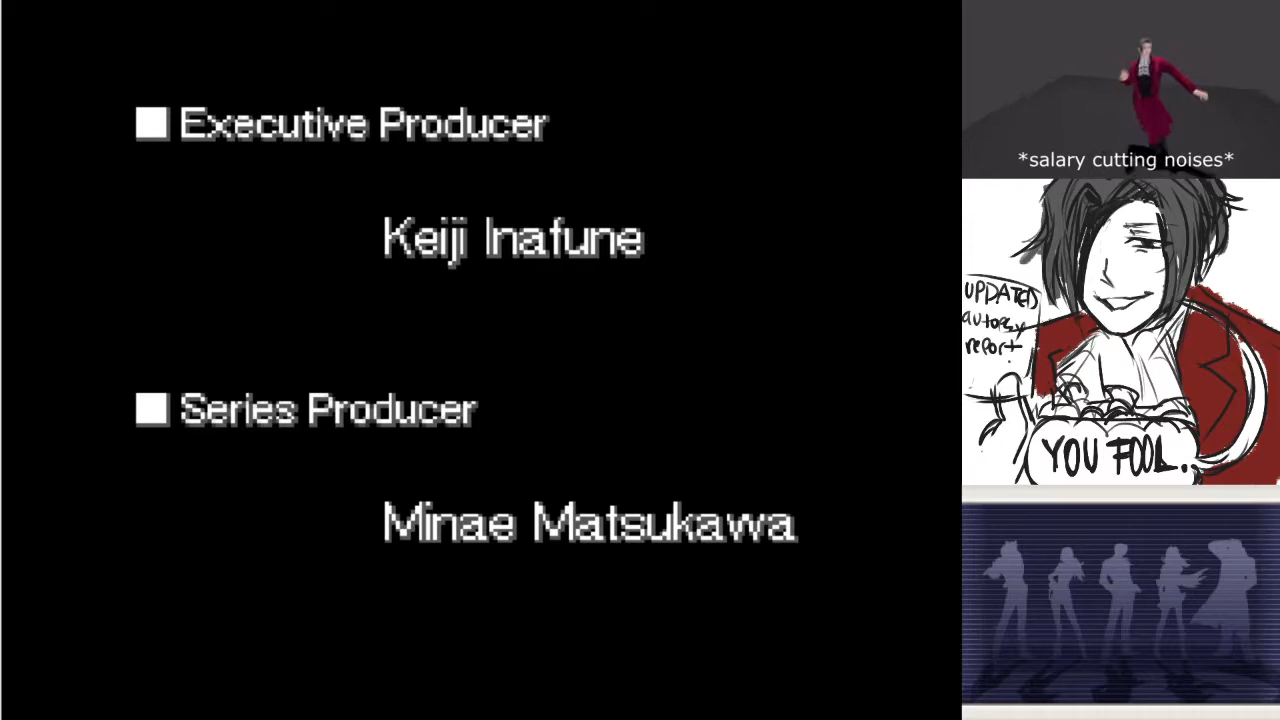 ■ Executive Producer
Keiji Inafune
■ Series Producer
Minae Matsukawa
*salary cutting noises*
UPDATED
autopsy
report
YOU FOOL.